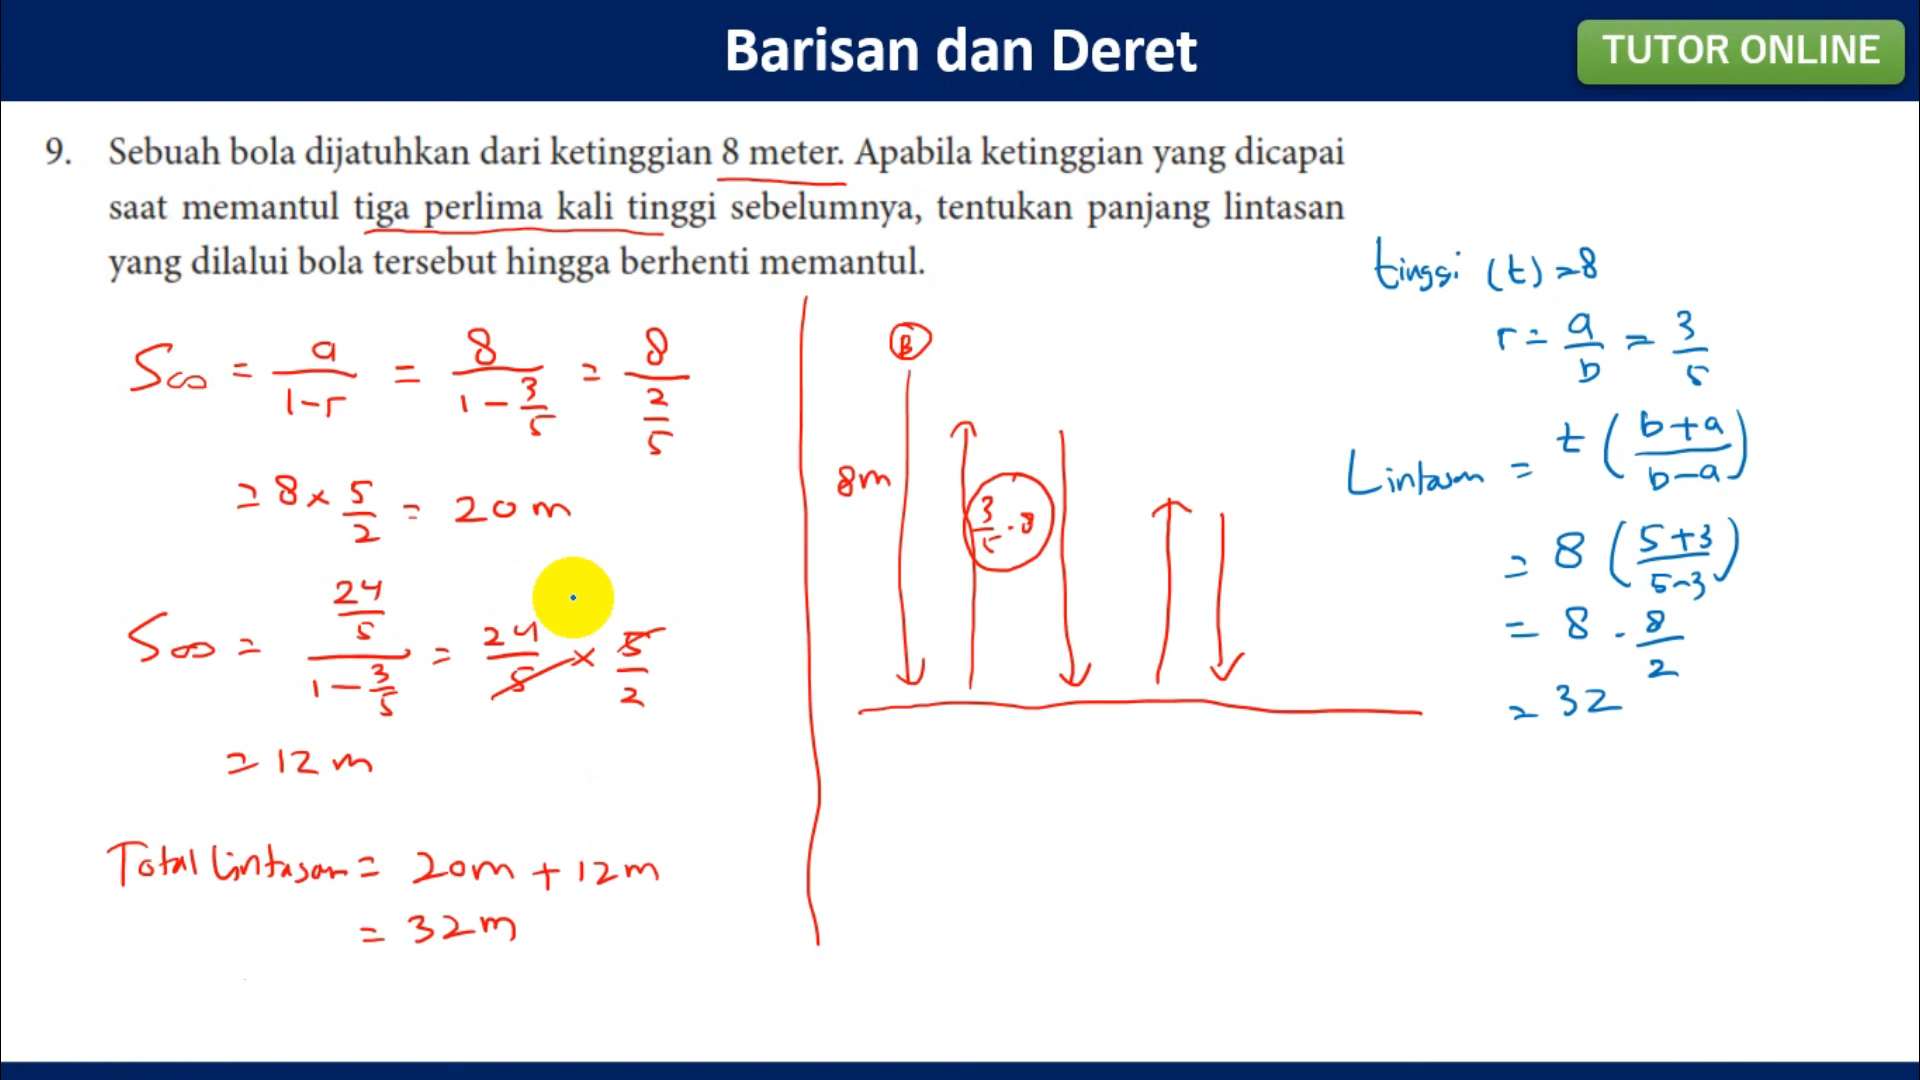 Barisan dan Deret
TUTOR ONLINE
9. Sebuah bola dijatuhkan dari ketinggian 8 meter. Apabila ketinggian yang dicapai
saat memantul tiga perlima kali tinggi sebelumnya, tentukan panjang lintasan
yang dilalui bola tersebut hingga berhenti memantul.
S∞ = a/(1-r) = 8/(1 - 3/5) = 8/(2/5)
= 8 × 5/2 = 20 m
S∞ = (24/5)/(1 - 3/5) = 24/5 × 5/2
= 12 m
Total lintasan = 20m + 12m
= 32m
B
8m
3/5 . 8
tinggi (t) = 8
r = a/b = 3/5
Lintasan = t ((b+a)/(b-a))
= 8 ((5+3)/(5-3))
= 8 . 8/2
= 32